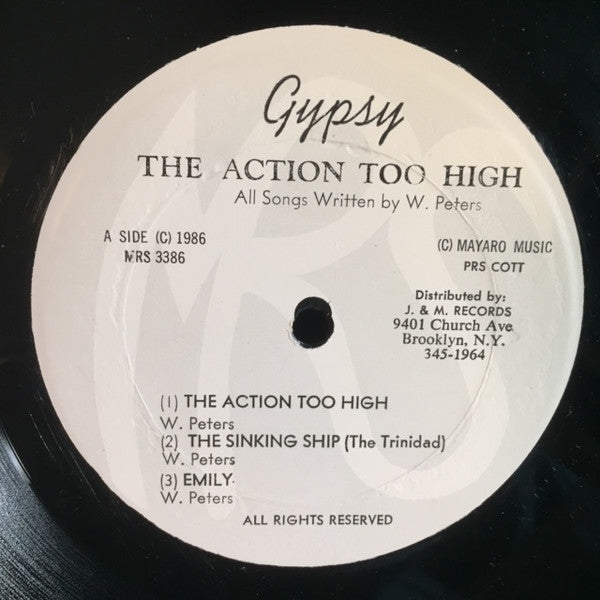 Gypsy
THE ACTION TOO HIGH
All Songs Written by W. Peters
A SIDE (C) 1986
MRS 3386
(C) MAYARO MUSIC
PRS COTT
Distributed by:
J. & M. RECORDS
9401 Church Ave
Brooklyn, N.Y.
345-1964
(1) THE ACTION TOO HIGH
W. Peters
(2) THE SINKING SHIP (The Trinidad)
W. Peters
(3) EMILY
W. Peters
ALL RIGHTS RESERVED
MRS